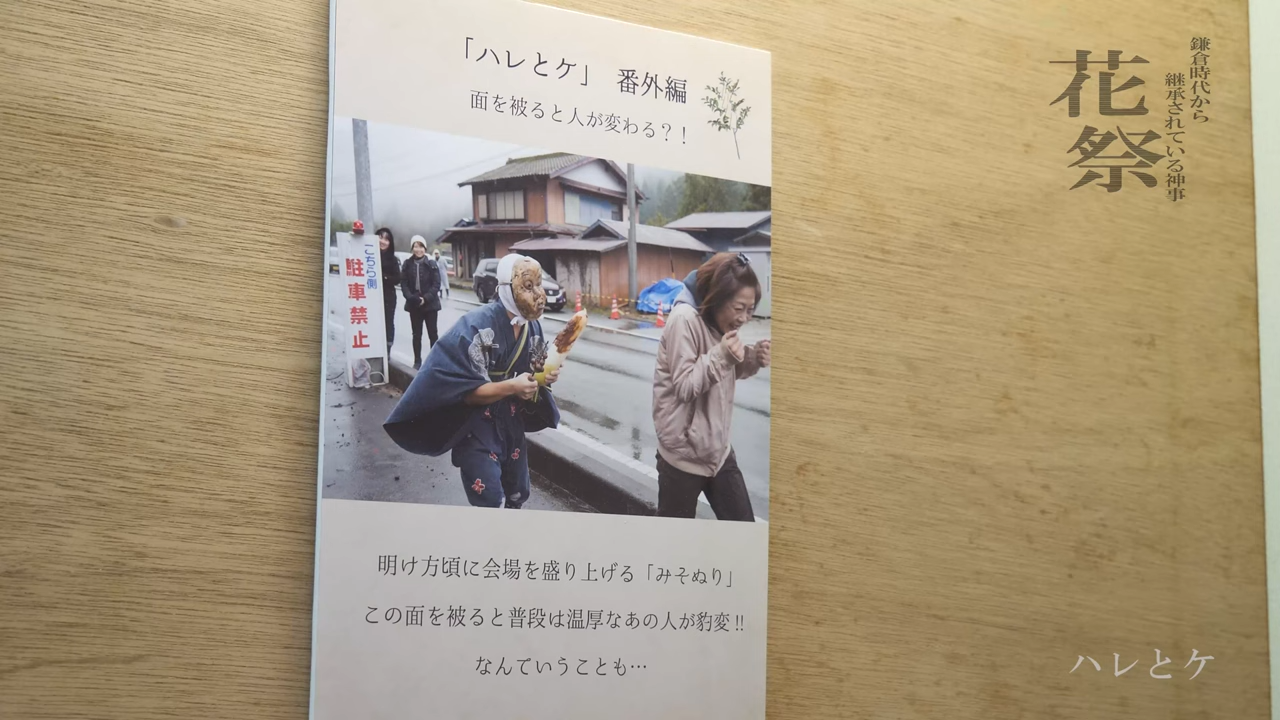 「ハレとケ」 番外編
面を被ると人が変わる？！
こちら側
駐車禁止
明け方頃に会場を盛り上げる「みそぬり」
この面を被ると普段は温厚なあの人が豹変!!
なんていうことも…
鎌倉時代から
継承されている神事
花祭
ハレとケ